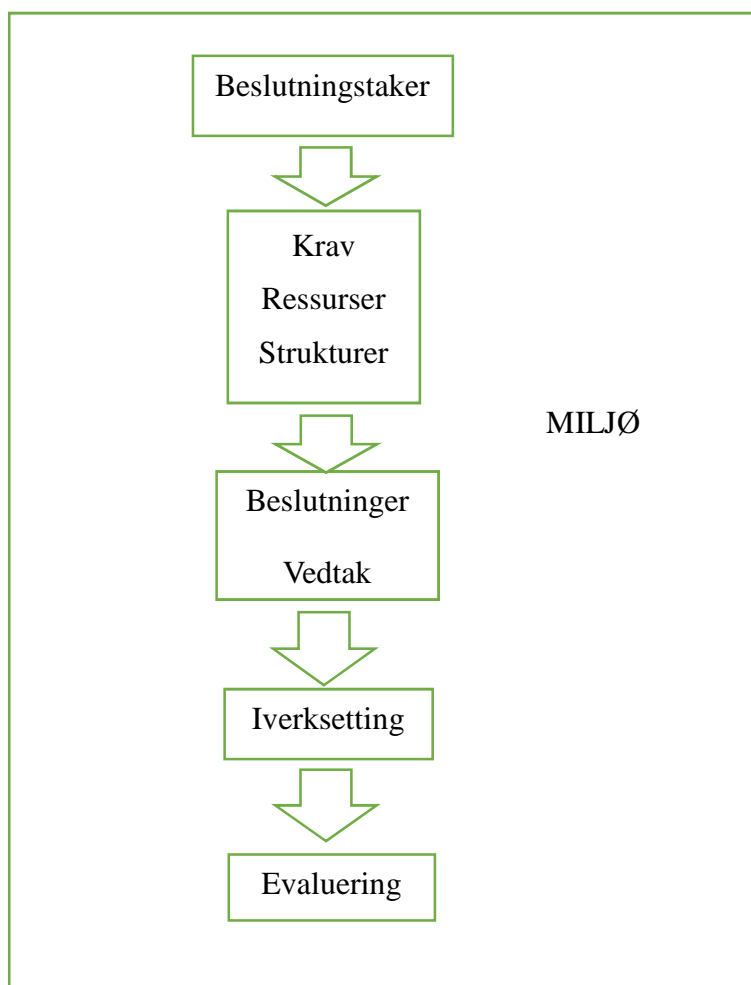 Beslutningstaker
Krav
Ressurser
Strukturer
MILJØ
Beslutninger
Vedtak
Iverksetting
Evaluering